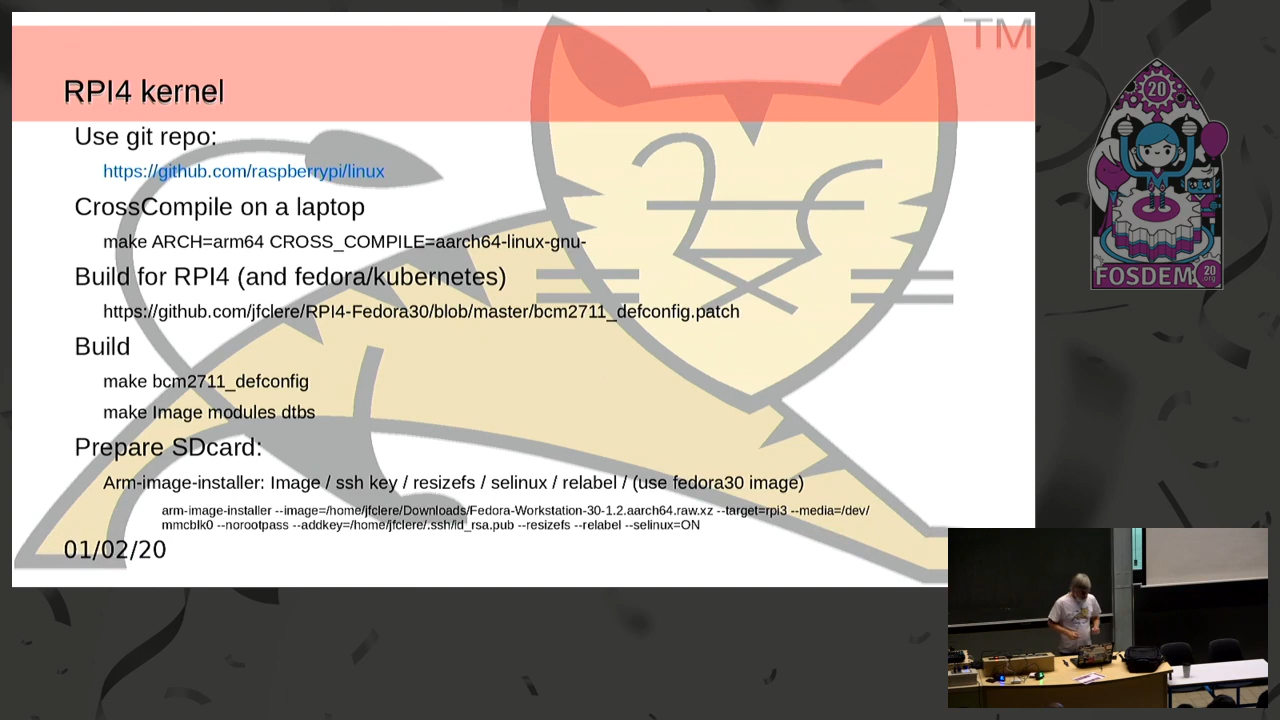 TM
RPI4 kernel
Use git repo:
https://github.com/raspberrypi/linux
CrossCompile on a laptop
make ARCH=arm64 CROSS_COMPILE=aarch64-linux-gnu-
Build for RPI4 (and fedora/kubernetes)
https://github.com/jfclere/RPI4-Fedora30/blob/master/bcm2711_defconfig.patch
Build
make bcm2711_defconfig
make Image modules dtbs
Prepare SDcard:
Arm-image-installer: Image / ssh key / resizefs / selinux / relabel / (use fedora30 image)
arm-image-installer --image=/home/jfclere/Downloads/Fedora-Workstation-30-1.2.aarch64.raw.xz --target=rpi3 --media=/dev/
mmcblk0 --norootpass --addkey=/home/jfclere/.ssh/id_rsa.pub --resizefs --relabel --selinux=ON
01/02/20
20
FOSDEM
20
.org